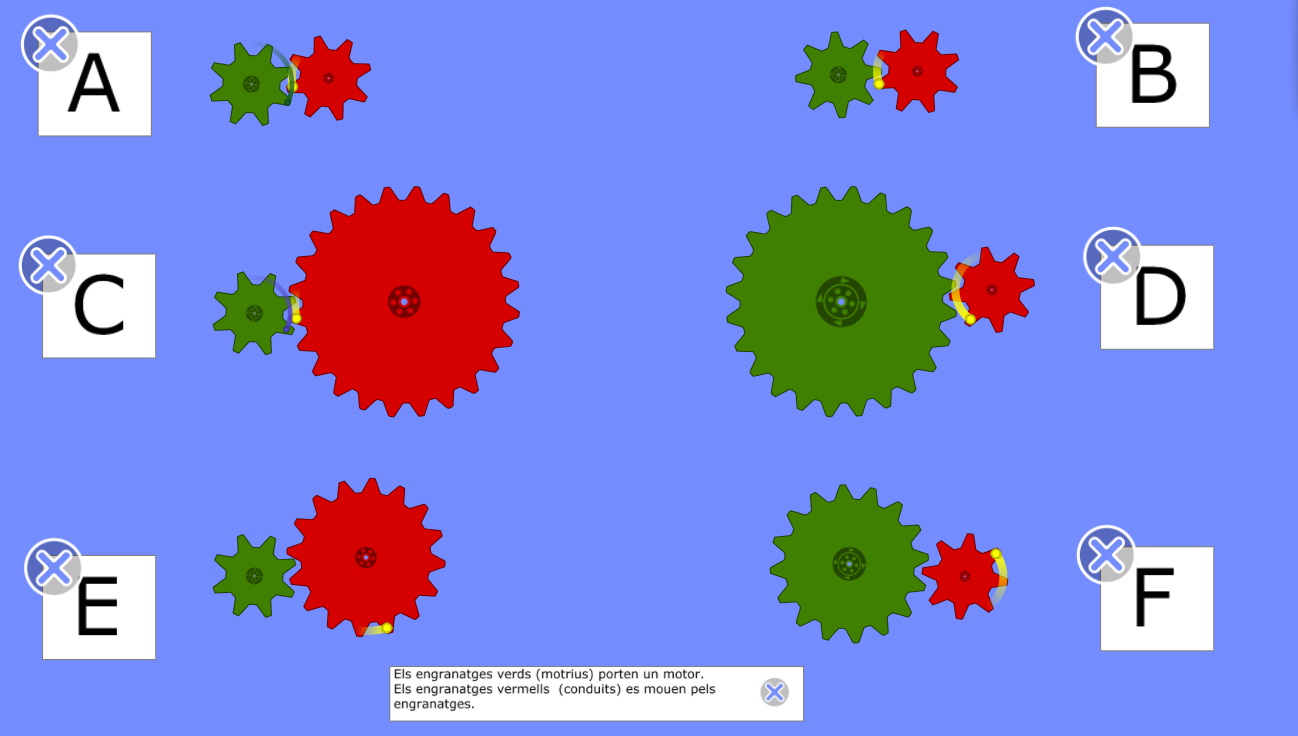 A
B
C
D
E
F
Els engranatges verds (motrius) porten un motor.
Els engranatges vermells  (conduits) es mouen pels
engranatges.